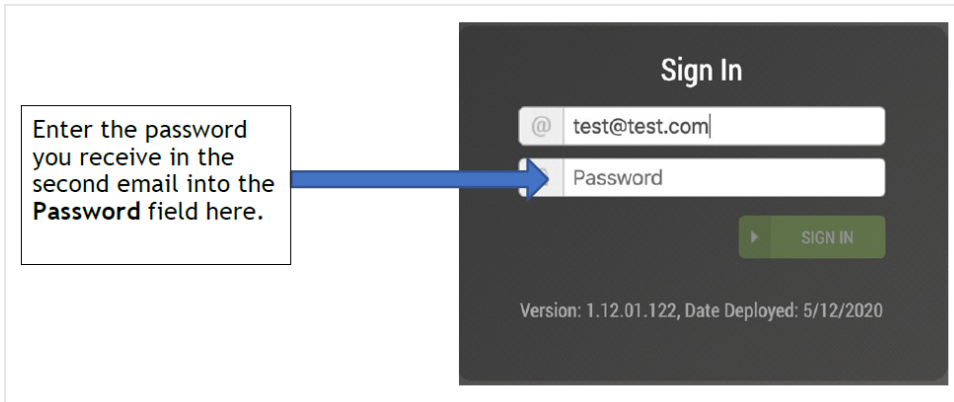 Enter the password
you receive in the
second email into the
Password field here.
Sign In
@ test@test.com
Password
SIGN IN
Version: 1.12.01.122, Date Deployed: 5/12/2020